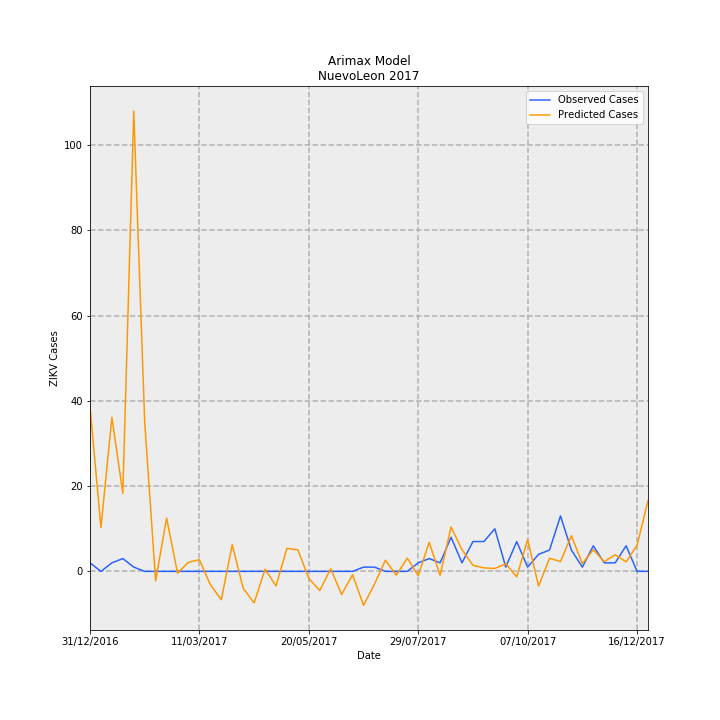 Arimax Model
NuevoLeon 2017
Observed Cases
Predicted Cases
ZIKV Cases
100
80
60
40
20
0
31/12/2016
11/03/2017
20/05/2017
29/07/2017
07/10/2017
16/12/2017
Date